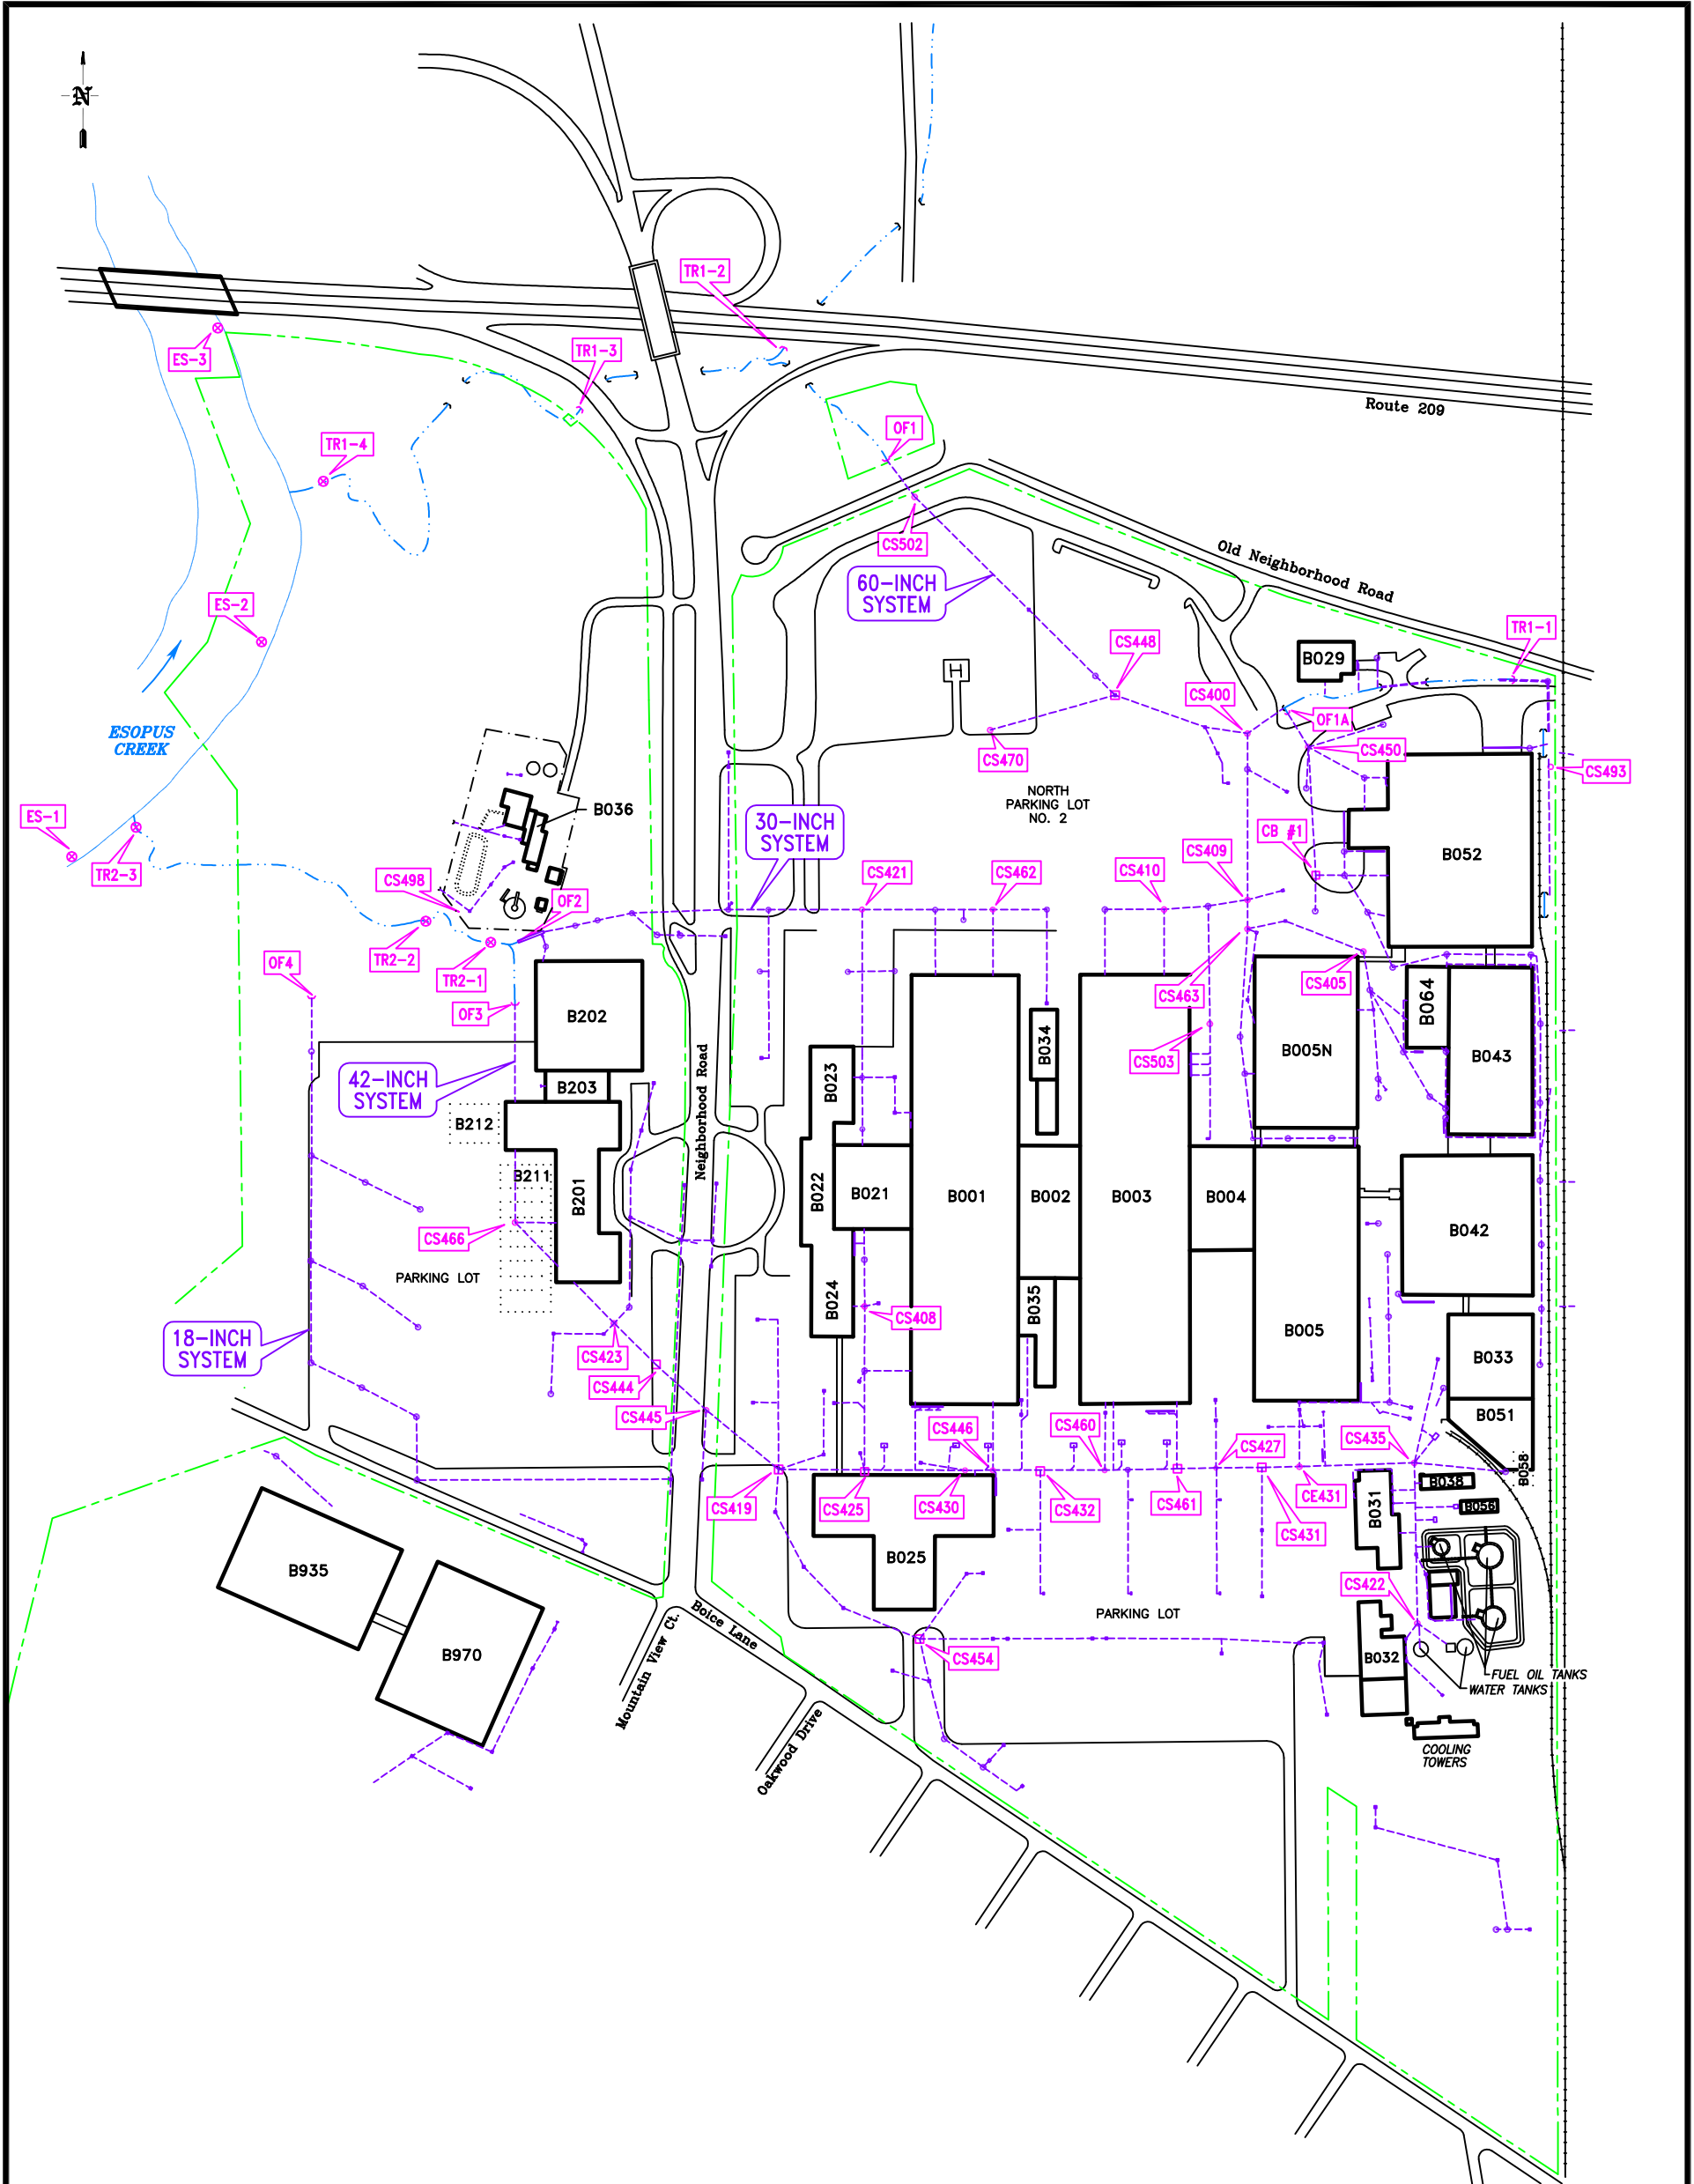 N
TR1-2
ES-3
TR1-3
Route 209
OF1
TR1-4
CS502
Old Neighborhood Road
60-INCH
SYSTEM
ES-2
TR1-1
CS448
B029
H
CS400
OF1A
ESOPUS
CREEK
CS450
CS470
CS493
NORTH
PARKING LOT
NO. 2
B036
ES-1
30-INCH
SYSTEM
CB #1
B052
CS409
TR2-3
CS498
CS421
CS462
CS410
OF2
TR2-2
OF4
TR2-1
CS463
CS405
B064
OF3
B202
B034
CS503
B005N
B043
42-INCH
SYSTEM
B203
B023
Neighborhood Road
B212
B211
B201
B022
B021
B001
B002
B003
B004
B042
CS466
PARKING LOT
B024
CS408
B035
B005
18-INCH
SYSTEM
CS423
B033
CS444
CS445
B051
CS446
CS460
CS427
CS435
B058
CS419
CS425
CS430
CS432
CS461
CE431
CS431
B038
B031
B056
B025
B935
CS422
PARKING LOT
Boice Lane
Mountain View Ct.
B970
CS454
B032
FUEL OIL TANKS
WATER TANKS
Oakwood Drive
COOLING
TOWERS